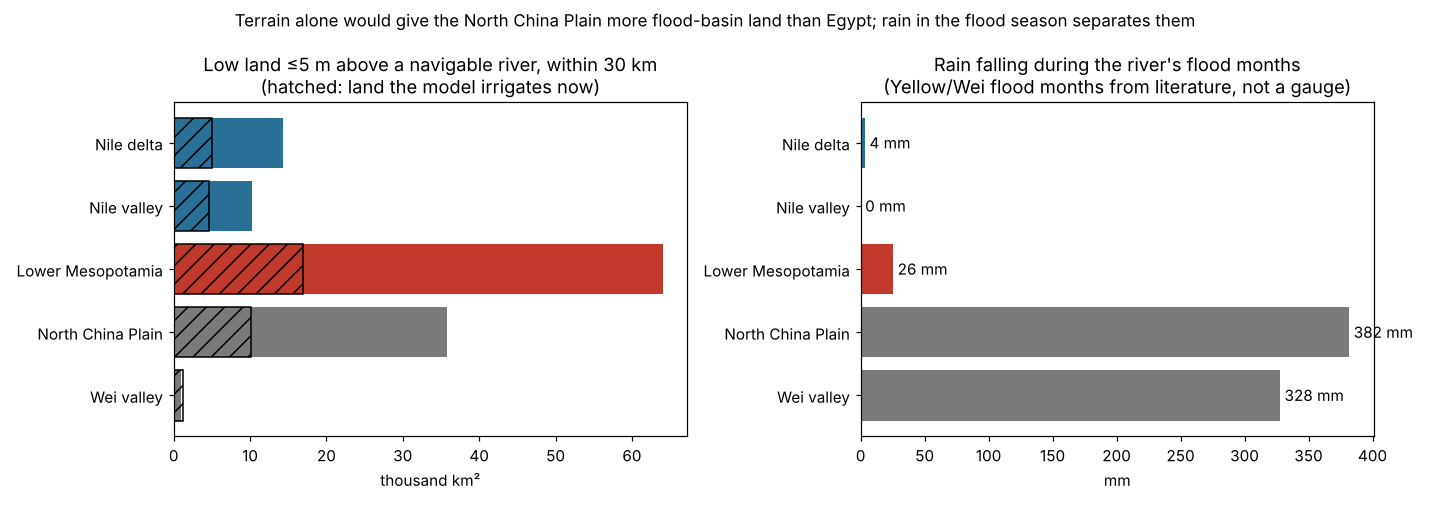 Terrain alone would give the North China Plain more flood-basin land than Egypt; rain in the flood season separates them
Low land ≤5 m above a navigable river, within 30 km
(hatched: land the model irrigates now)
Nile delta
Nile valley
Lower Mesopotamia
North China Plain
Wei valley
0 10 20 30 40 50 60
thousand km²
Rain falling during the river's flood months
(Yellow/Wei flood months from literature, not a gauge)
Nile delta 4 mm
Nile valley 0 mm
Lower Mesopotamia 26 mm
North China Plain 382 mm
Wei valley 328 mm
0 50 100 150 200 250 300 350 400
mm